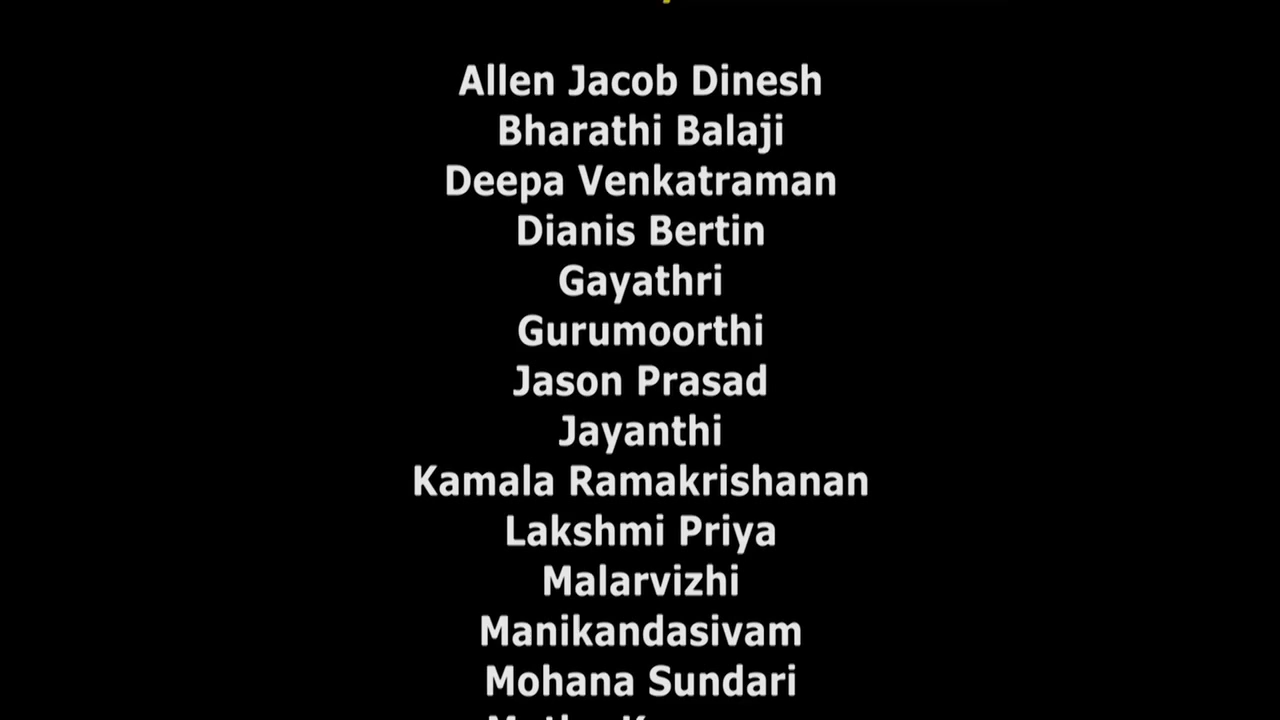 Allen Jacob Dinesh
Bharathi Balaji
Deepa Venkatraman
Dianis Bertin
Gayathri
Gurumoorthi
Jason Prasad
Jayanthi
Kamala Ramakrishanan
Lakshmi Priya
Malarvizhi
Manikandasivam
Mohana Sundari